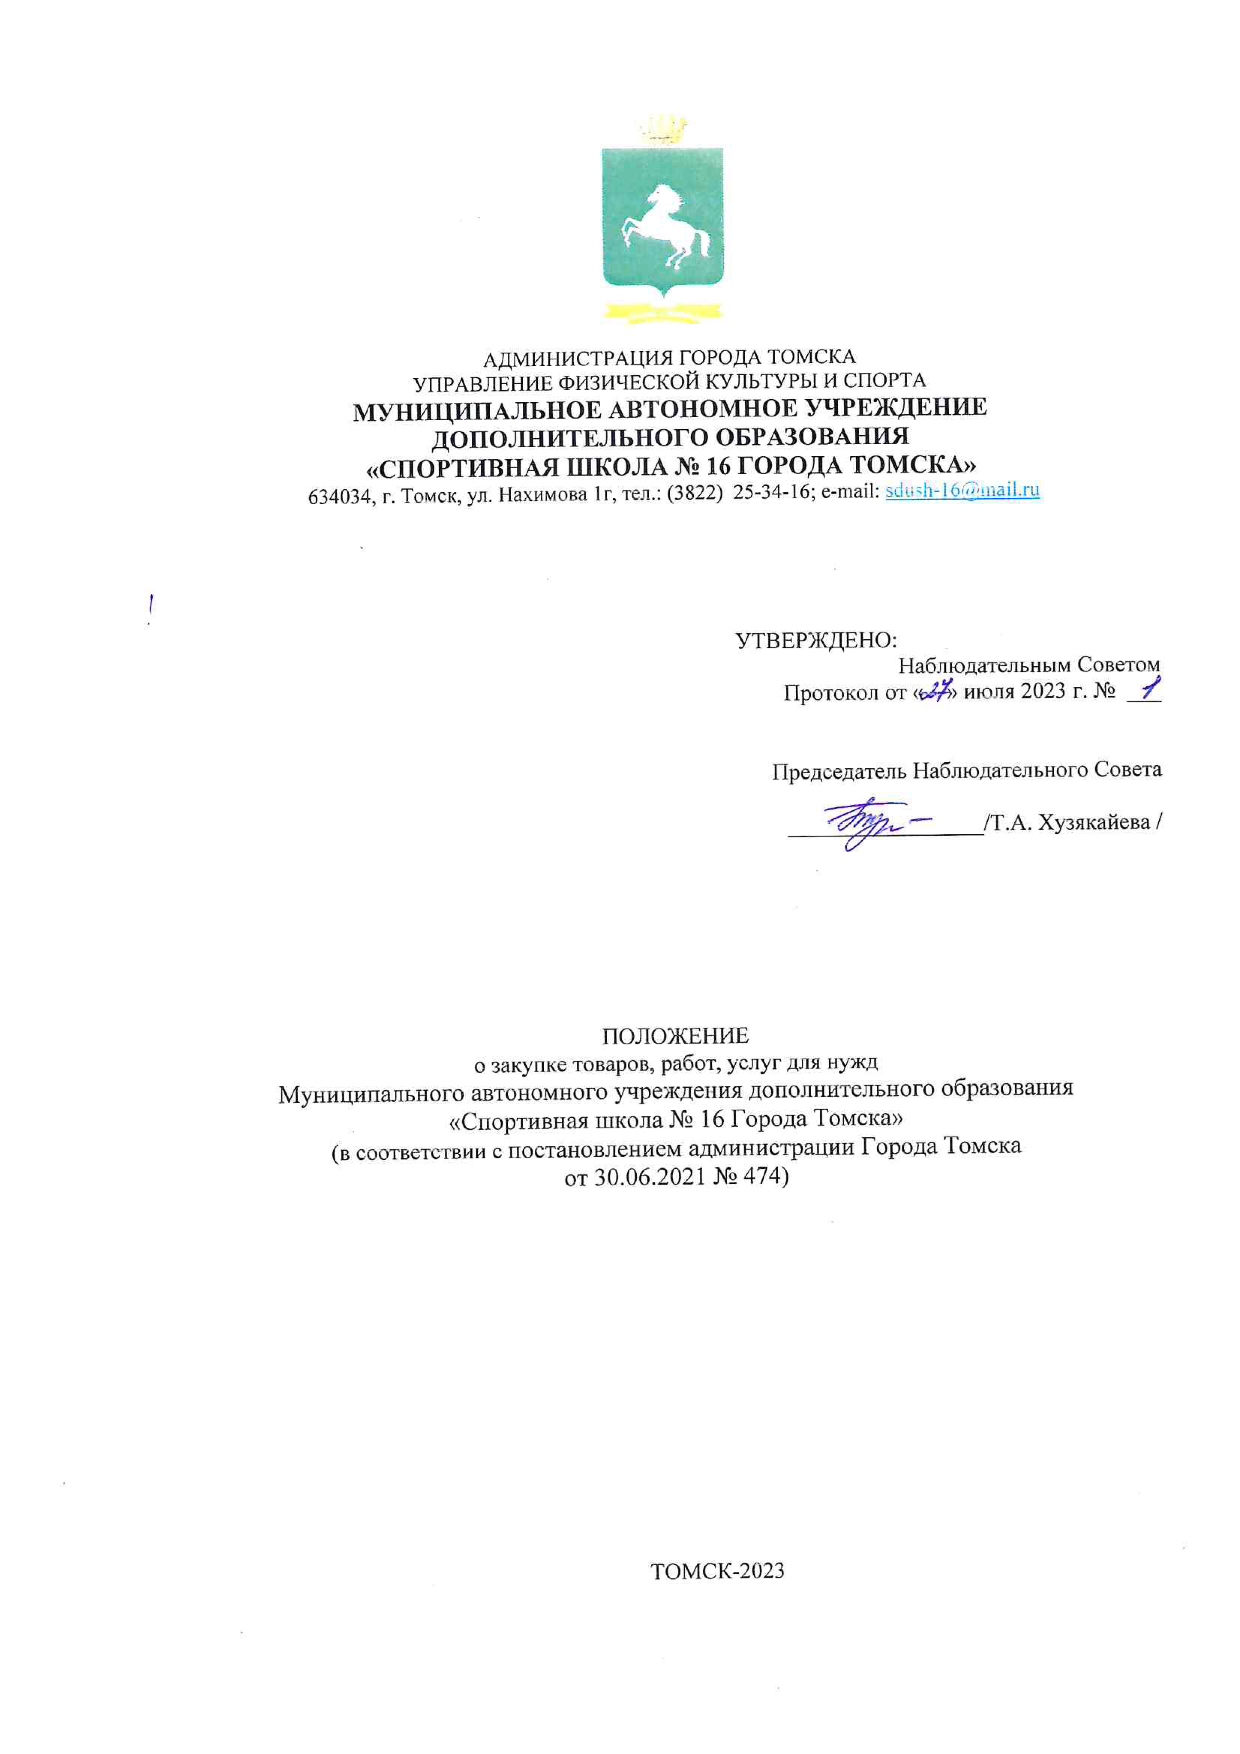 АДМИНИСТРАЦИЯ ГОРОДА ТОМСКА
УПРАВЛЕНИЕ ФИЗИЧЕСКОЙ КУЛЬТУРЫ И СПОРТА
МУНИЦИПАЛЬНОЕ АВТОНОМНОЕ УЧРЕЖДЕНИЕ
ДОПОЛНИТЕЛЬНОГО ОБРАЗОВАНИЯ
«СПОРТИВНАЯ ШКОЛА № 16 ГОРОДА ТОМСКА»
634034, г. Томск, ул. Нахимова 1г, тел.: (3822) 25-34-16; e-mail: sdush-16@mail.ru
УТВЕРЖДЕНО:
Наблюдательным Советом
Протокол от «27» июля 2023 г. № 1
Председатель Наблюдательного Совета
/Т.А. Хузякайева /
ПОЛОЖЕНИЕ
о закупке товаров, работ, услуг для нужд
Муниципального автономного учреждения дополнительного образования
«Спортивная школа № 16 Города Томска»
(в соответствии с постановлением администрации Города Томска
от 30.06.2021 № 474)
ТОМСК-2023